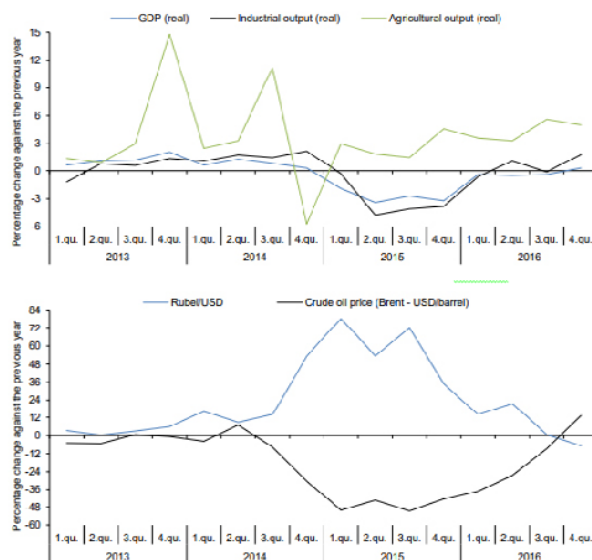 GDP (real) Industrial output (real) Agricultural output (real)
Percentage change against the previous year
15
12
9
6
3
0
-3
6
1.qu. 2.qu. 3.qu. 4.qu. 1.qu. 2.qu. 3.qu. 4.qu. 1.qu. 2.qu. 3.qu. 4.qu. 1.qu. 2.qu. 3.qu. 4.qu.
2013 2014 2015 2016
Rubel/USD Crude oil price (Brent - USD/barrel)
Percentage change against the previous year
84
72
60
48
36
24
12
0
-12
-24
-36
-48
-60
1.qu. 2.qu. 3.qu. 4.qu. 1.qu. 2.qu. 3.qu. 4.qu. 1.qu. 2.qu. 3.qu. 4.qu. 1.qu. 2.qu. 3.qu. 4.qu.
2013 2014 2015 2016